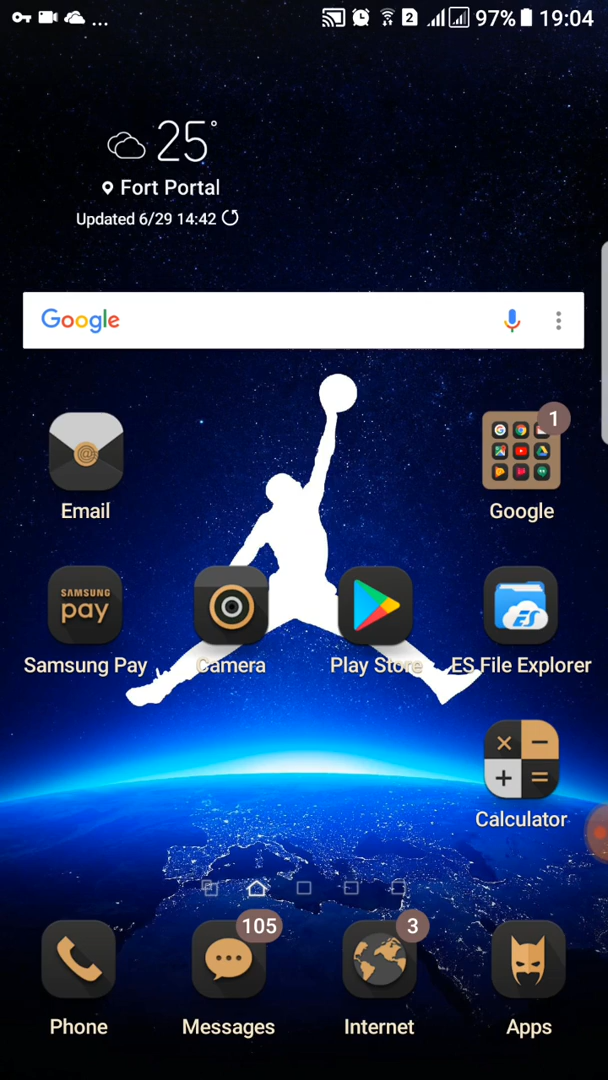 ... 2 97% 19:04
25°
Fort Portal
Updated 6/29 14:42
Google
1
Email
Google
SAMSUNG
pay
ES
Samsung Pay
Camera
Play Store
ES File Explorer
Calculator
105
3
Phone
Messages
Internet
Apps